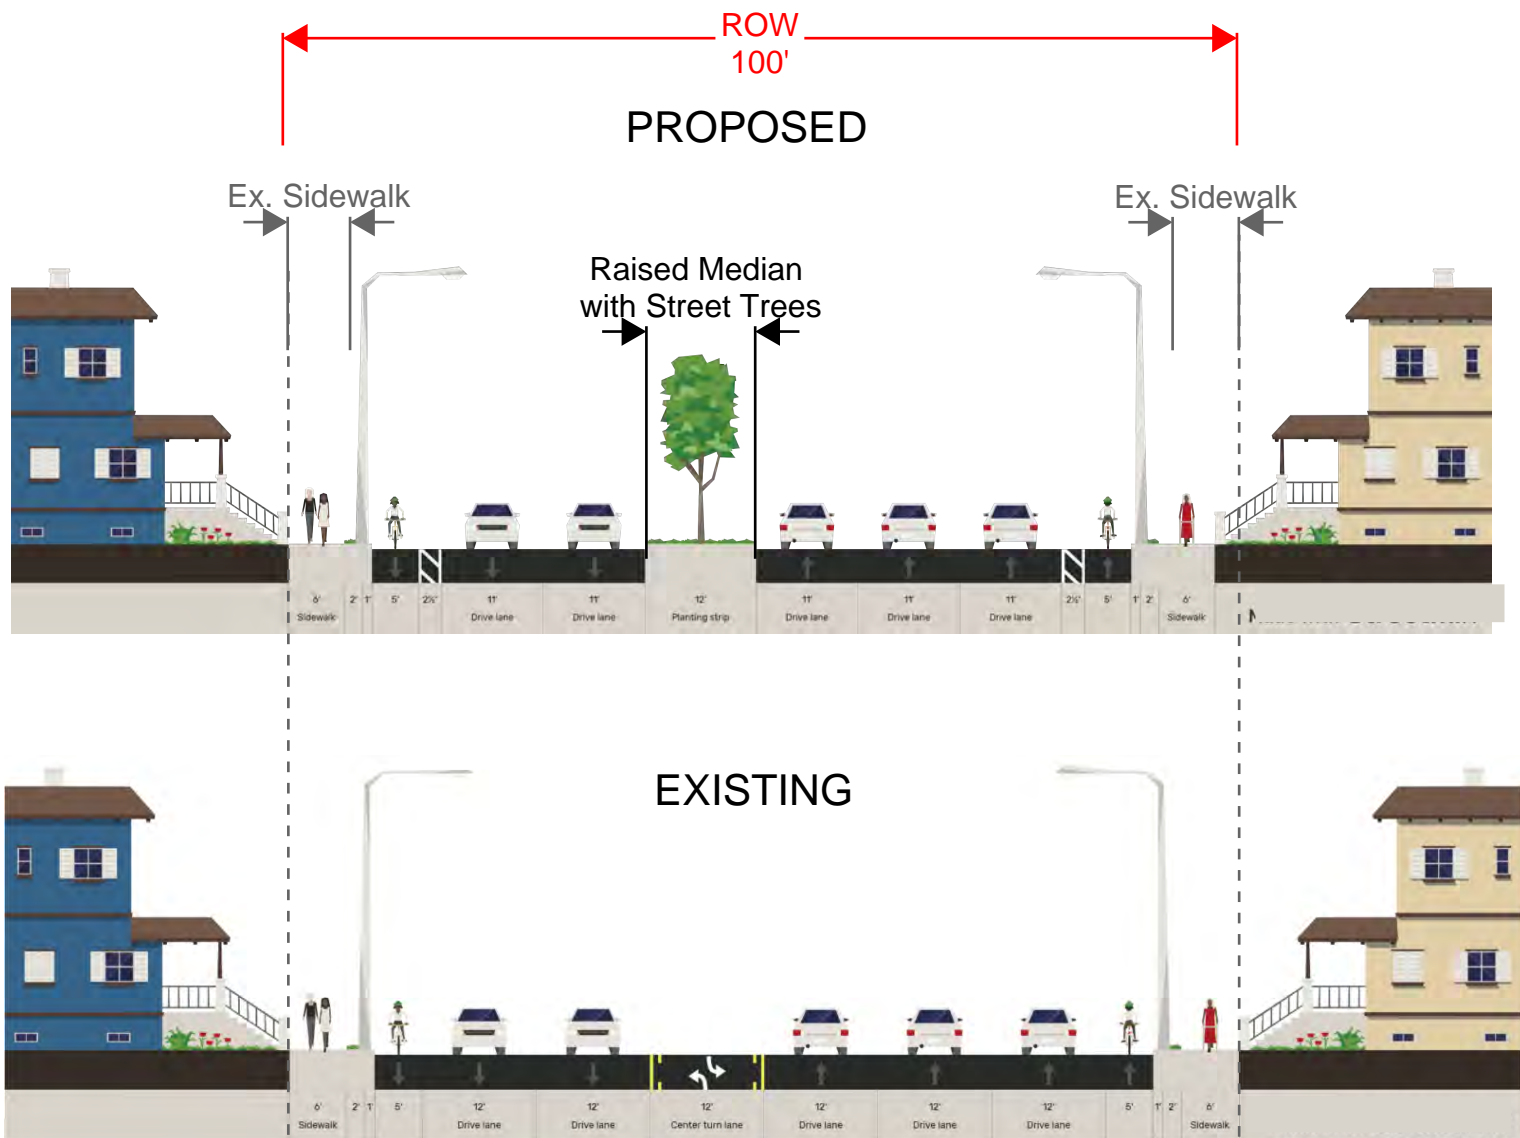 ROW
100'
PROPOSED
Ex. Sidewalk
Ex. Sidewalk
Raised Median
with Street Trees
6' 2' 1' 5' 2½' 11' 11' 12' 11' 11' 11' 2½' 5' 1' 2' 6'
Sidewalk Drive lane Drive lane Planting strip Drive lane Drive lane Drive lane Sidewalk
EXISTING
6' 2' 1' 5' 12' 12' 12' 12' 12' 12' 5' 1' 2' 6'
Sidewalk Drive lane Drive lane Center turn lane Drive lane Drive lane Drive lane Sidewalk